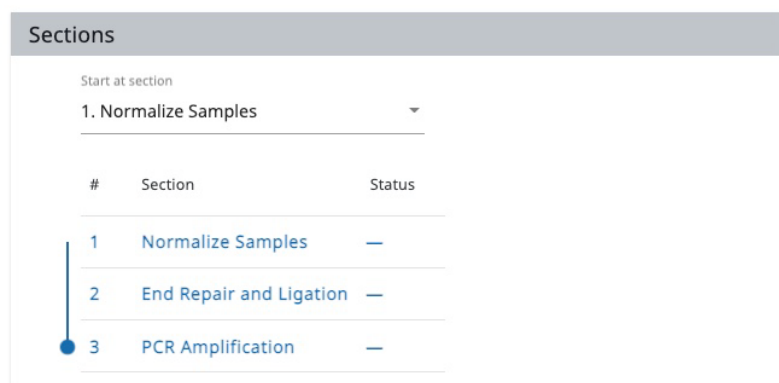 Sections
Start at section
1. Normalize Samples
# Section Status
1 Normalize Samples —
2 End Repair and Ligation —
3 PCR Amplification —